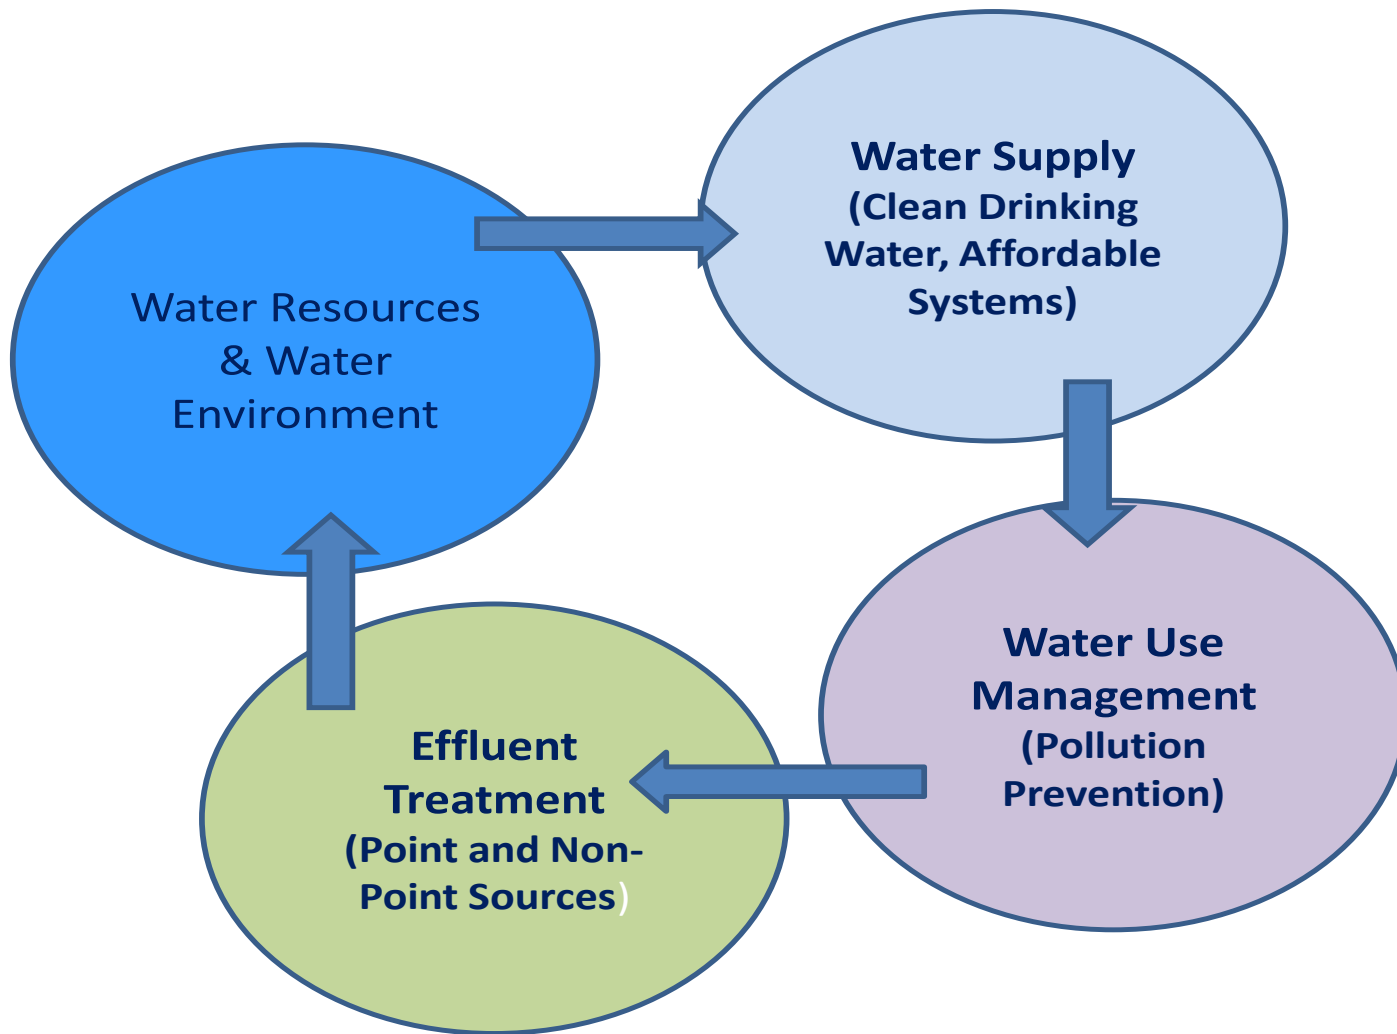 Water Resources
& Water
Environment
Water Supply
(Clean Drinking
Water, Affordable
Systems)
Water Use
Management
(Pollution
Prevention)
Effluent
Treatment
(Point and Non-
Point Sources)